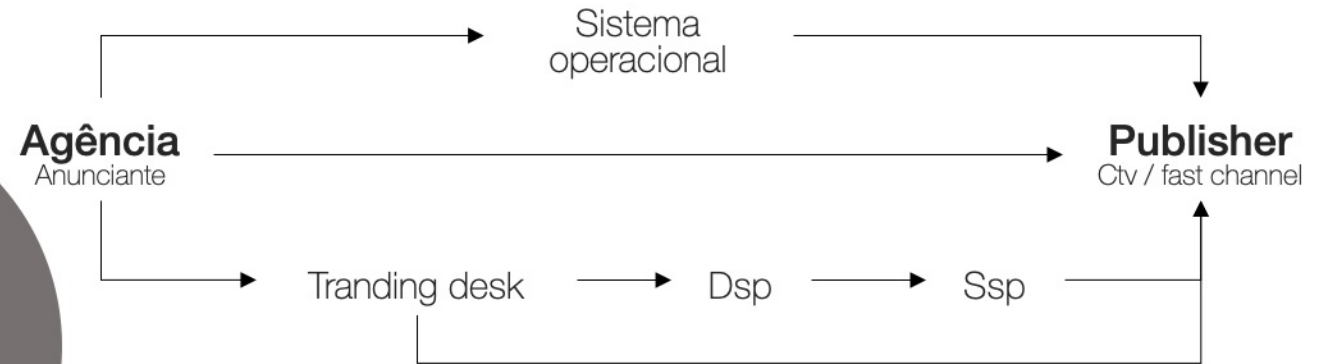 Sistema
operacional
Agência
Anunciante
Publisher
Ctv / fast channel
Tranding desk
Dsp
Ssp